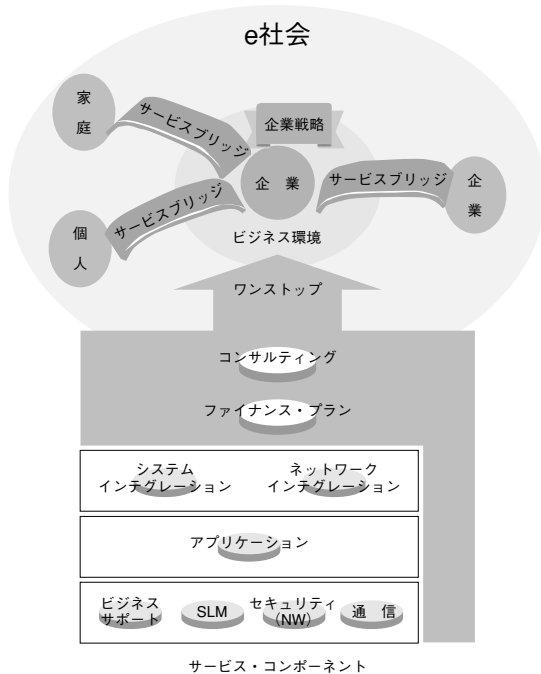 e社会
家
庭
サービスブリッジ
企業戦略
企　業
サービスブリッジ
企
業
個
人
サービスブリッジ
ビジネス環境
ワンストップ
コンサルティング
ファイナンス・プラン
システム
インテグレーション
ネットワーク
インテグレーション
アプリケーション
ビジネス
サポート
SLM
セキュリティ
（NW）
通　信
サービス・コンポーネント